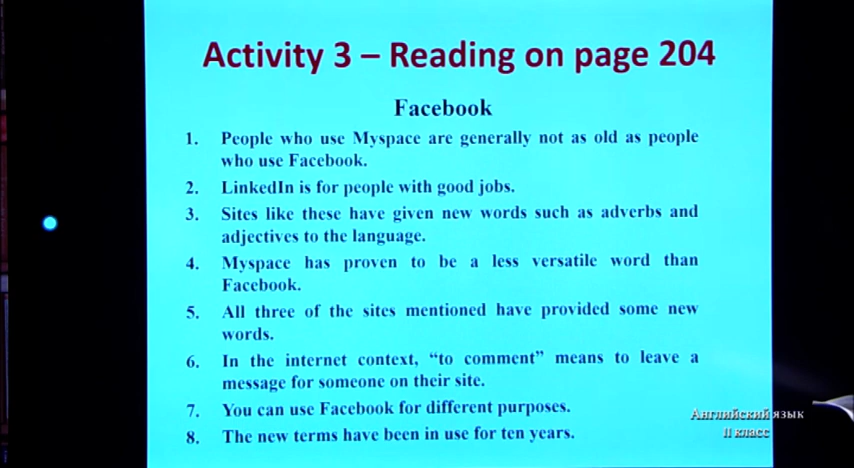 Activity 3 – Reading on page 204
Facebook
1. People who use Myspace are generally not as old as people
who use Facebook.
2. LinkedIn is for people with good jobs.
3. Sites like these have given new words such as adverbs and
adjectives to the language.
4. Myspace has proven to be a less versatile word than
Facebook.
5. All three of the sites mentioned have provided some new
words.
6. In the internet context, “to comment” means to leave a
message for someone on their site.
7. You can use Facebook for different purposes.
8. The new terms have been in use for ten years.
Английский язык
11 класс